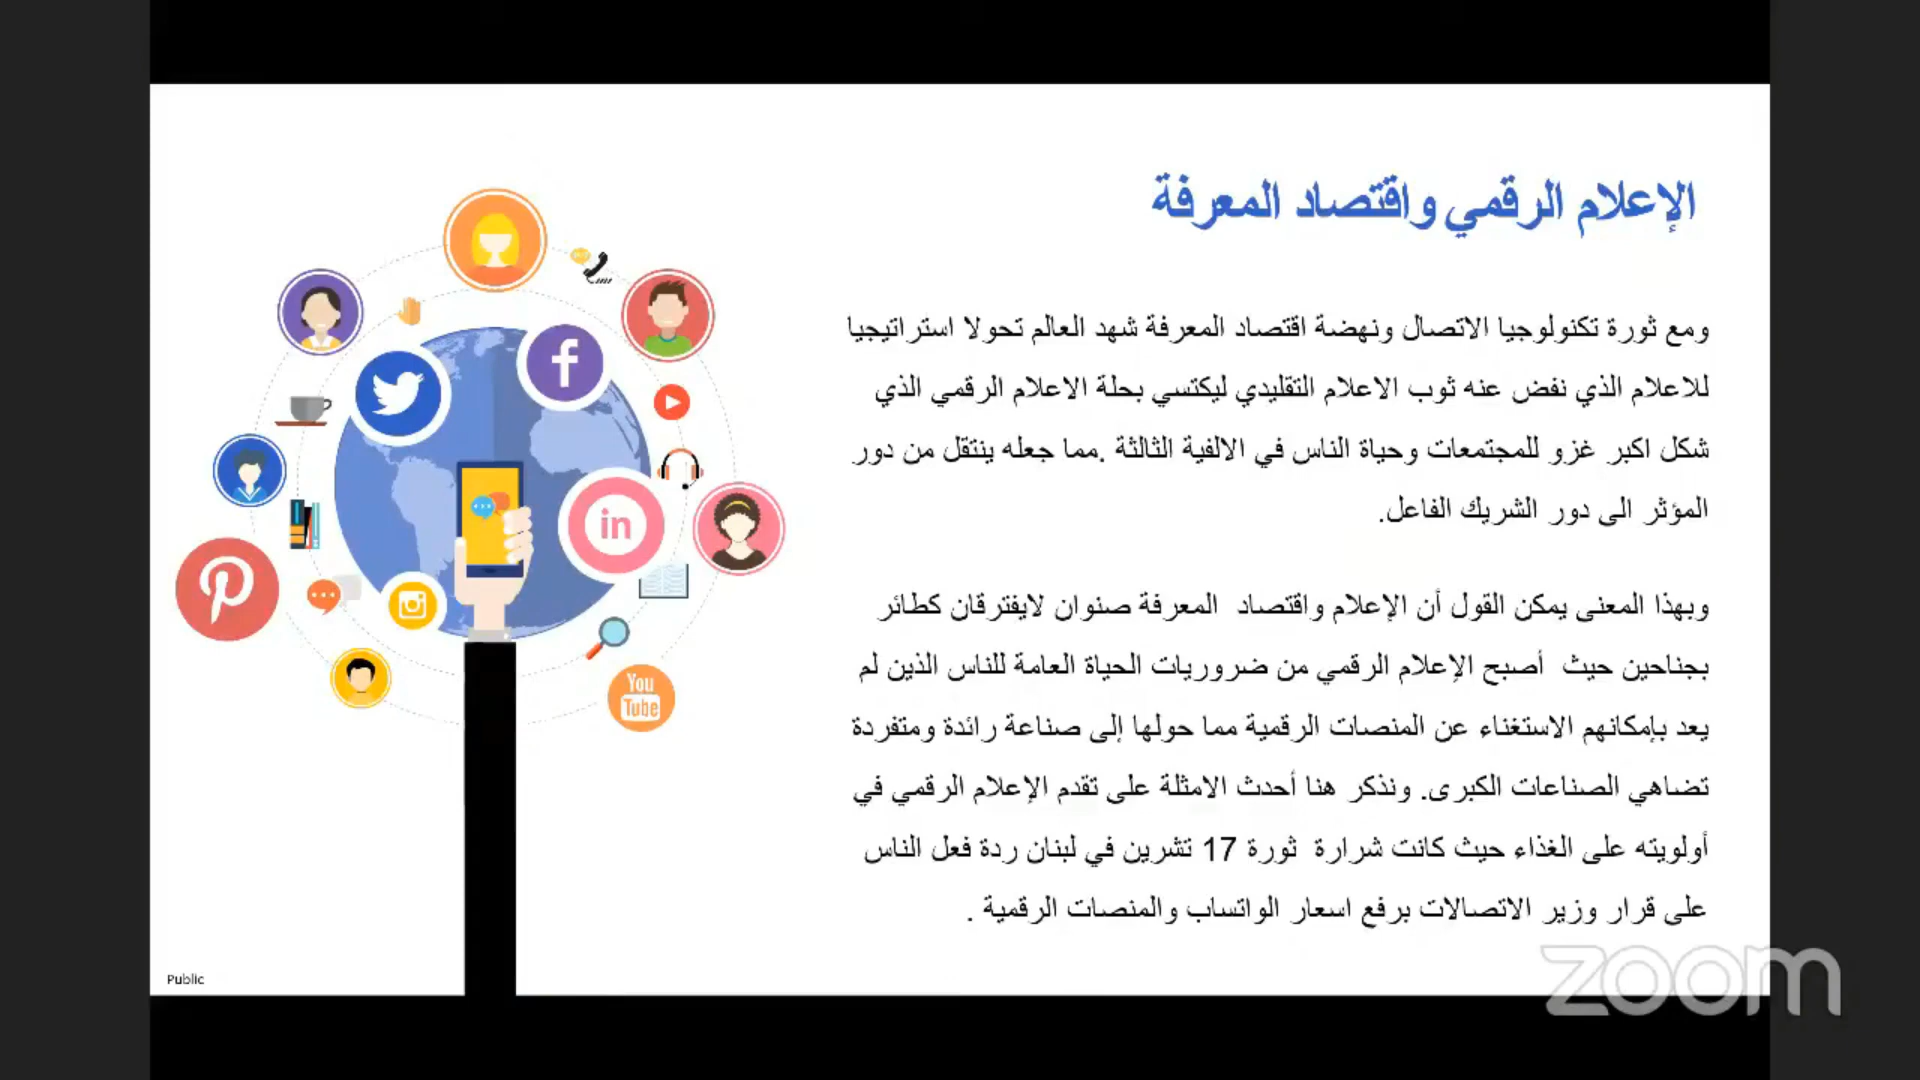 الإعلام الرقمي واقتصاد المعرفة
ومع ثورة تكنولوجيا الاتصال ونهضة اقتصاد المعرفة شهد العالم تحولا استراتيجيا
للاعلام الذي نفض عنه ثوب الاعلام التقليدي ليكتسي بحلة الاعلام الرقمي الذي
شكل اكبر غزو للمجتمعات وحياة الناس في الالفية الثالثة .مما جعله ينتقل من دور
المؤثر الى دور الشريك الفاعل.
وبهذا المعنى يمكن القول أن الإعلام واقتصاد المعرفة صنوان لايفترقان كطائر
بجناحين حيث أصبح الإعلام الرقمي من ضروريات الحياة العامة للناس الذين لم
يعد بإمكانهم الاستغناء عن المنصات الرقمية مما حولها إلى صناعة رائدة ومتفردة
تضاهي الصناعات الكبرى. ونذكر هنا أحدث الامثلة على تقدم الإعلام الرقمي في
أولويته على الغذاء حيث كانت شرارة ثورة 17 تشرين في لبنان ردة فعل الناس
على قرار وزير الاتصالات برفع اسعار الواتساب والمنصات الرقمية .
f
in
You
Tube
Public
zoom